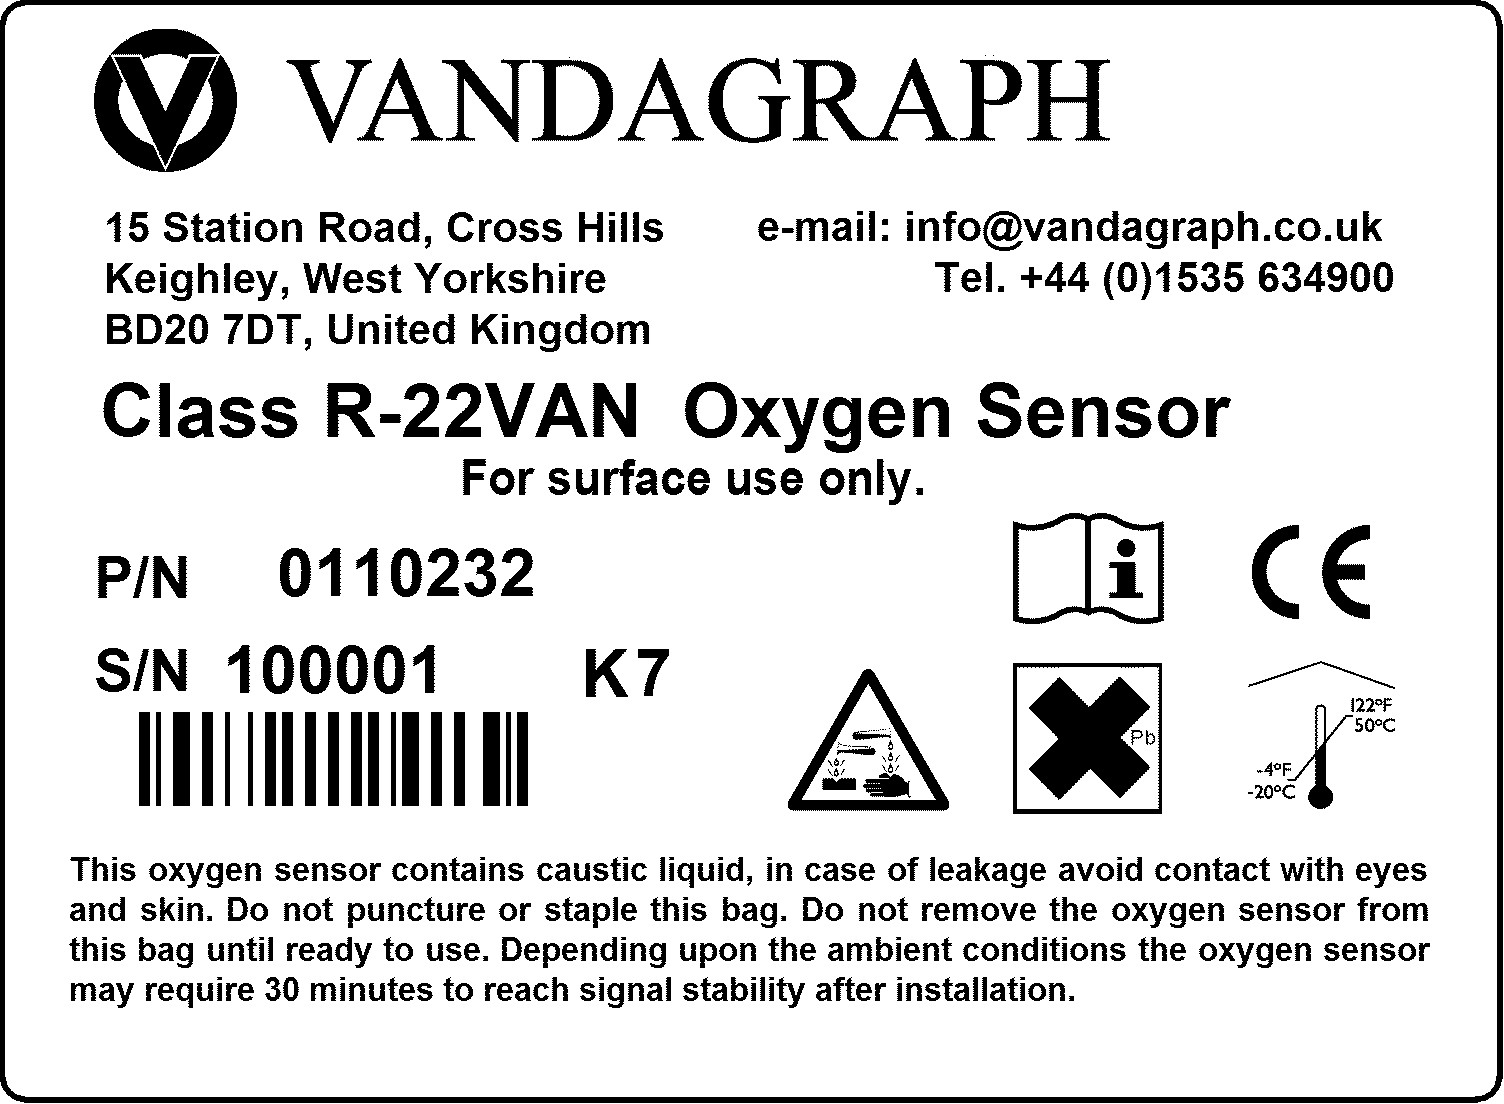 VANDAGRAPH
15 Station Road, Cross Hills
Keighley, West Yorkshire
BD20 7DT, United Kingdom
e-mail: info@vandagraph.co.uk
Tel. +44 (0)1535 634900
Class R-22VAN Oxygen Sensor
For surface use only.
P/N 0110232
S/N 100001 K7
i
CE
Pb
122°F
50°C
-4°F
-20°C
This oxygen sensor contains caustic liquid, in case of leakage avoid contact with eyes
and skin. Do not puncture or staple this bag. Do not remove the oxygen sensor from
this bag until ready to use. Depending upon the ambient conditions the oxygen sensor
may require 30 minutes to reach signal stability after installation.